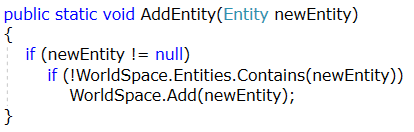 public static void AddEntity(Entity newEntity)
{
    if (newEntity != null)
        if (!WorldSpace.Entities.Contains(newEntity))
            WorldSpace.Add(newEntity);
}